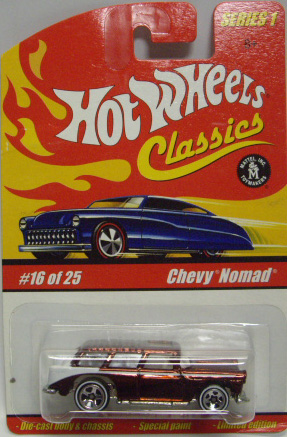 SERIES 1
Hot Wheels
Classics
MATTEL, INC.
M
TOYMAKERS
#16 of 25
Chevy® Nomad®
- Die-cast body & chassis - Special paint - Limited edition